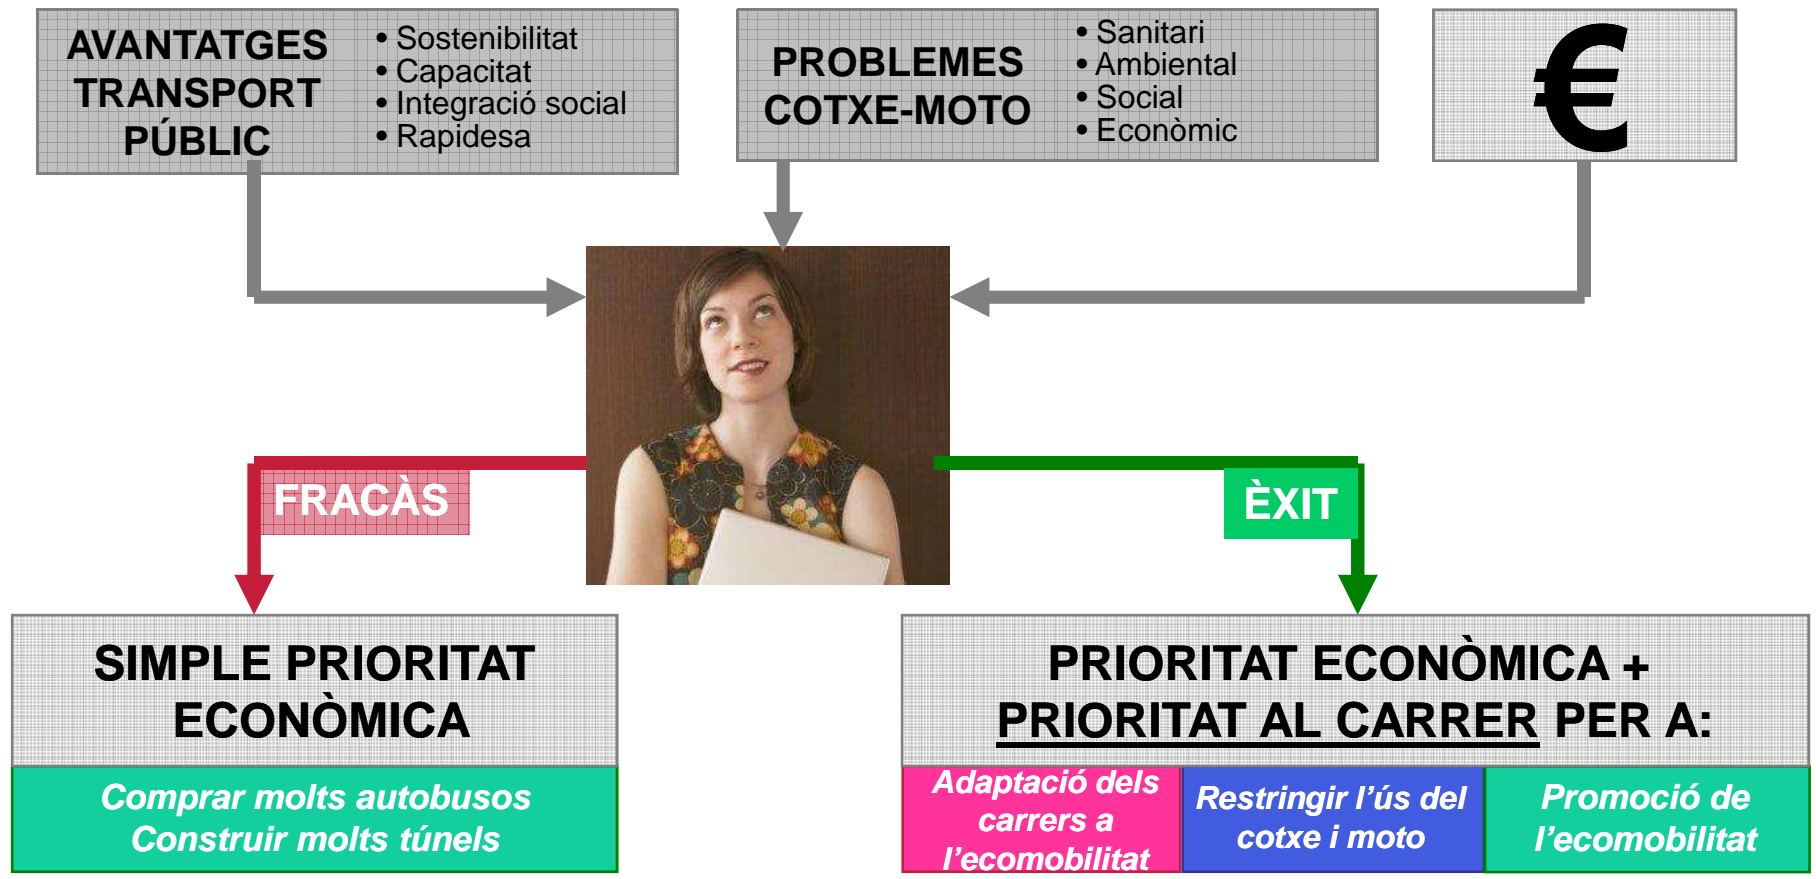 AVANTATGES
TRANSPORT
PÚBLIC
• Sostenibilitat
• Capacitat
• Integració social
• Rapidesa
PROBLEMES
COTXE-MOTO
• Sanitari
• Ambiental
• Social
• Econòmic
€
FRACÀS
ÈXIT
SIMPLE PRIORITAT
ECONÒMICA
Comprar molts autobusos
Construir molts túnels
PRIORITAT ECONÒMICA +
PRIORITAT AL CARRER PER A:
Adaptació dels
carrers a
l’ecomobilitat
Restringir l’ús del
cotxe i moto
Promoció de
l’ecomobilitat